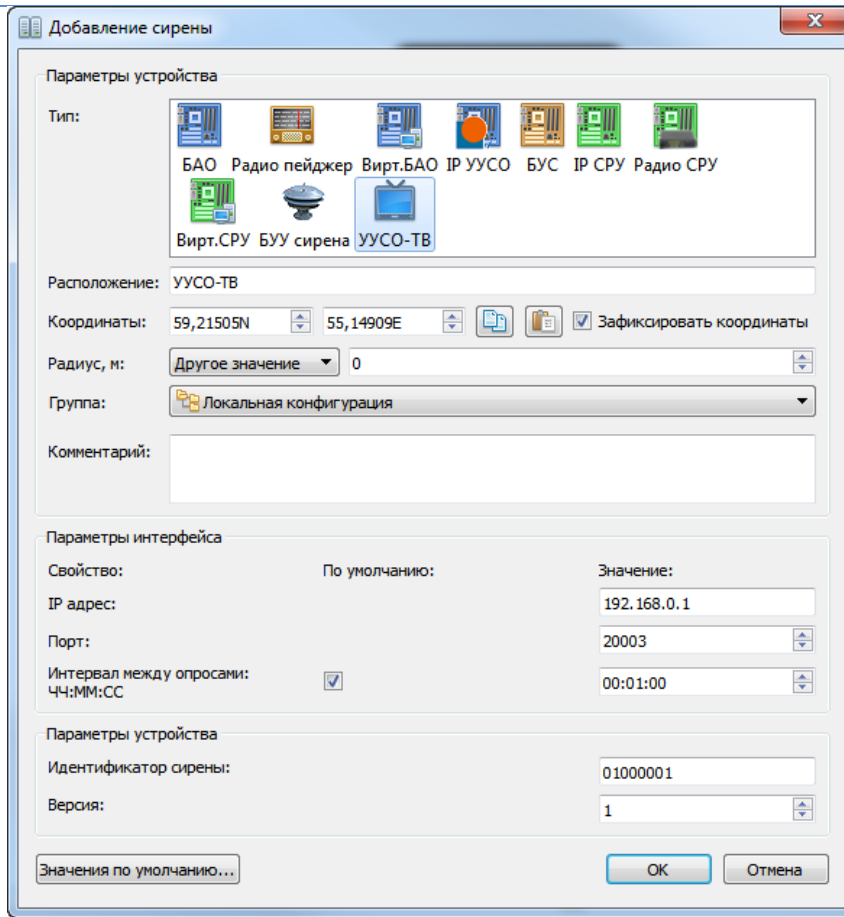 Добавление сирены
Параметры устройства
Тип:
БАО Радио пейджер Вирт.БАО IP УУСО БУС IP СРУ Радио СРУ
Вирт.СРУ БУУ сирена УУСО-ТВ
Расположение: УУСО-ТВ
Координаты: 59,21505N 55,14909E Зафиксировать координаты
Радиус, м: Другое значение 0
Группа: Локальная конфигурация
Комментарий:
Параметры интерфейса
Свойство: По умолчанию: Значение:
IP адрес: 192.168.0.1
Порт: 20003
Интервал между опросами:
ЧЧ:ММ:СС 00:01:00
Параметры устройства
Идентификатор сирены: 01000001
Версия: 1
Значения по умолчанию... OK Отмена